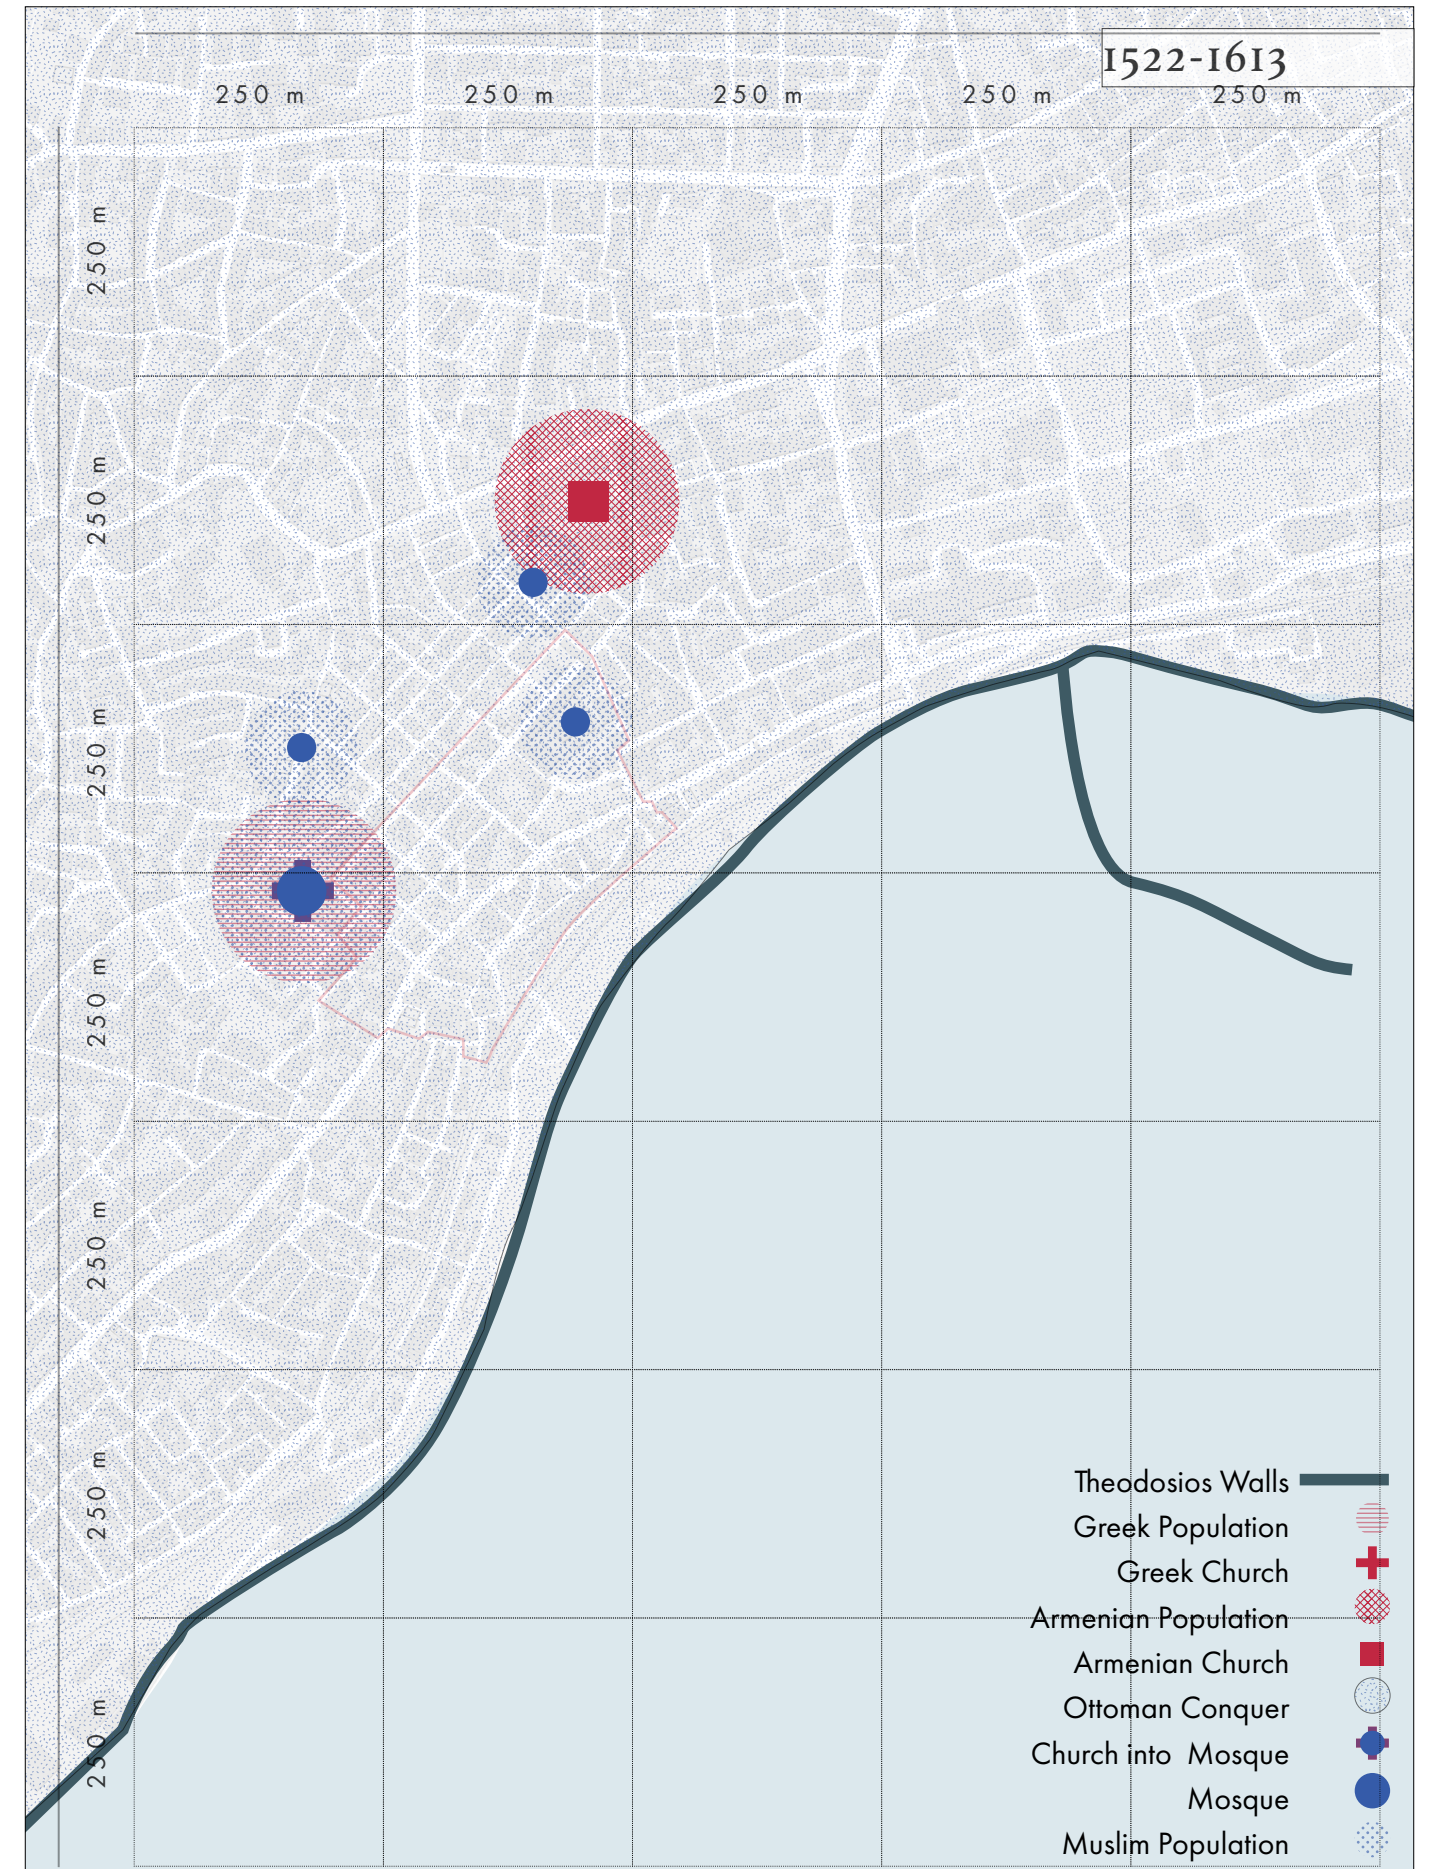 1522-1613
250 m 250 m 250 m 250 m 250 m
250 m
250 m
250 m
250 m
250 m
250 m
250 m
Theodosios Walls
Greek Population
Greek Church
Armenian Population
Armenian Church
Ottoman Conquer
Church into Mosque
Mosque
Muslim Population